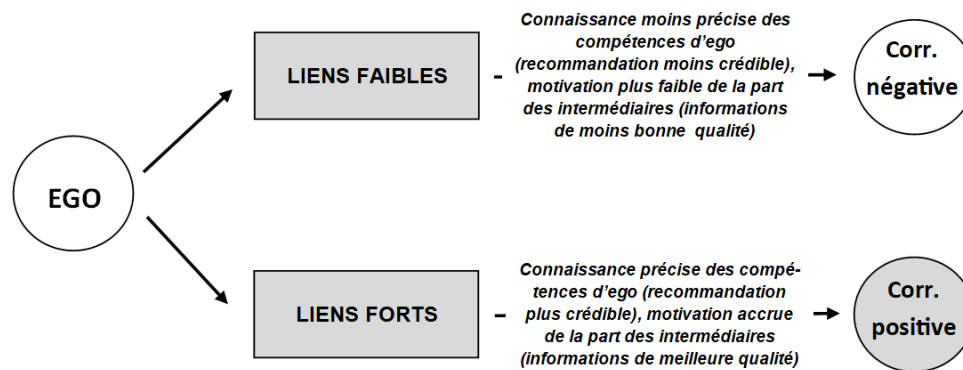 EGO
LIENS FAIBLES
Connaissance moins précise des
compétences d'ego
(recommandation moins crédible),
motivation plus faible de la part
des intermédiaires (informations
de moins bonne qualité)
Corr.
négative
LIENS FORTS
Connaissance précise des compé-
tences d'ego (recommandation
plus crédible), motivation accrue
de la part des intermédiaires
(informations de meilleure qualité)
Corr.
positive